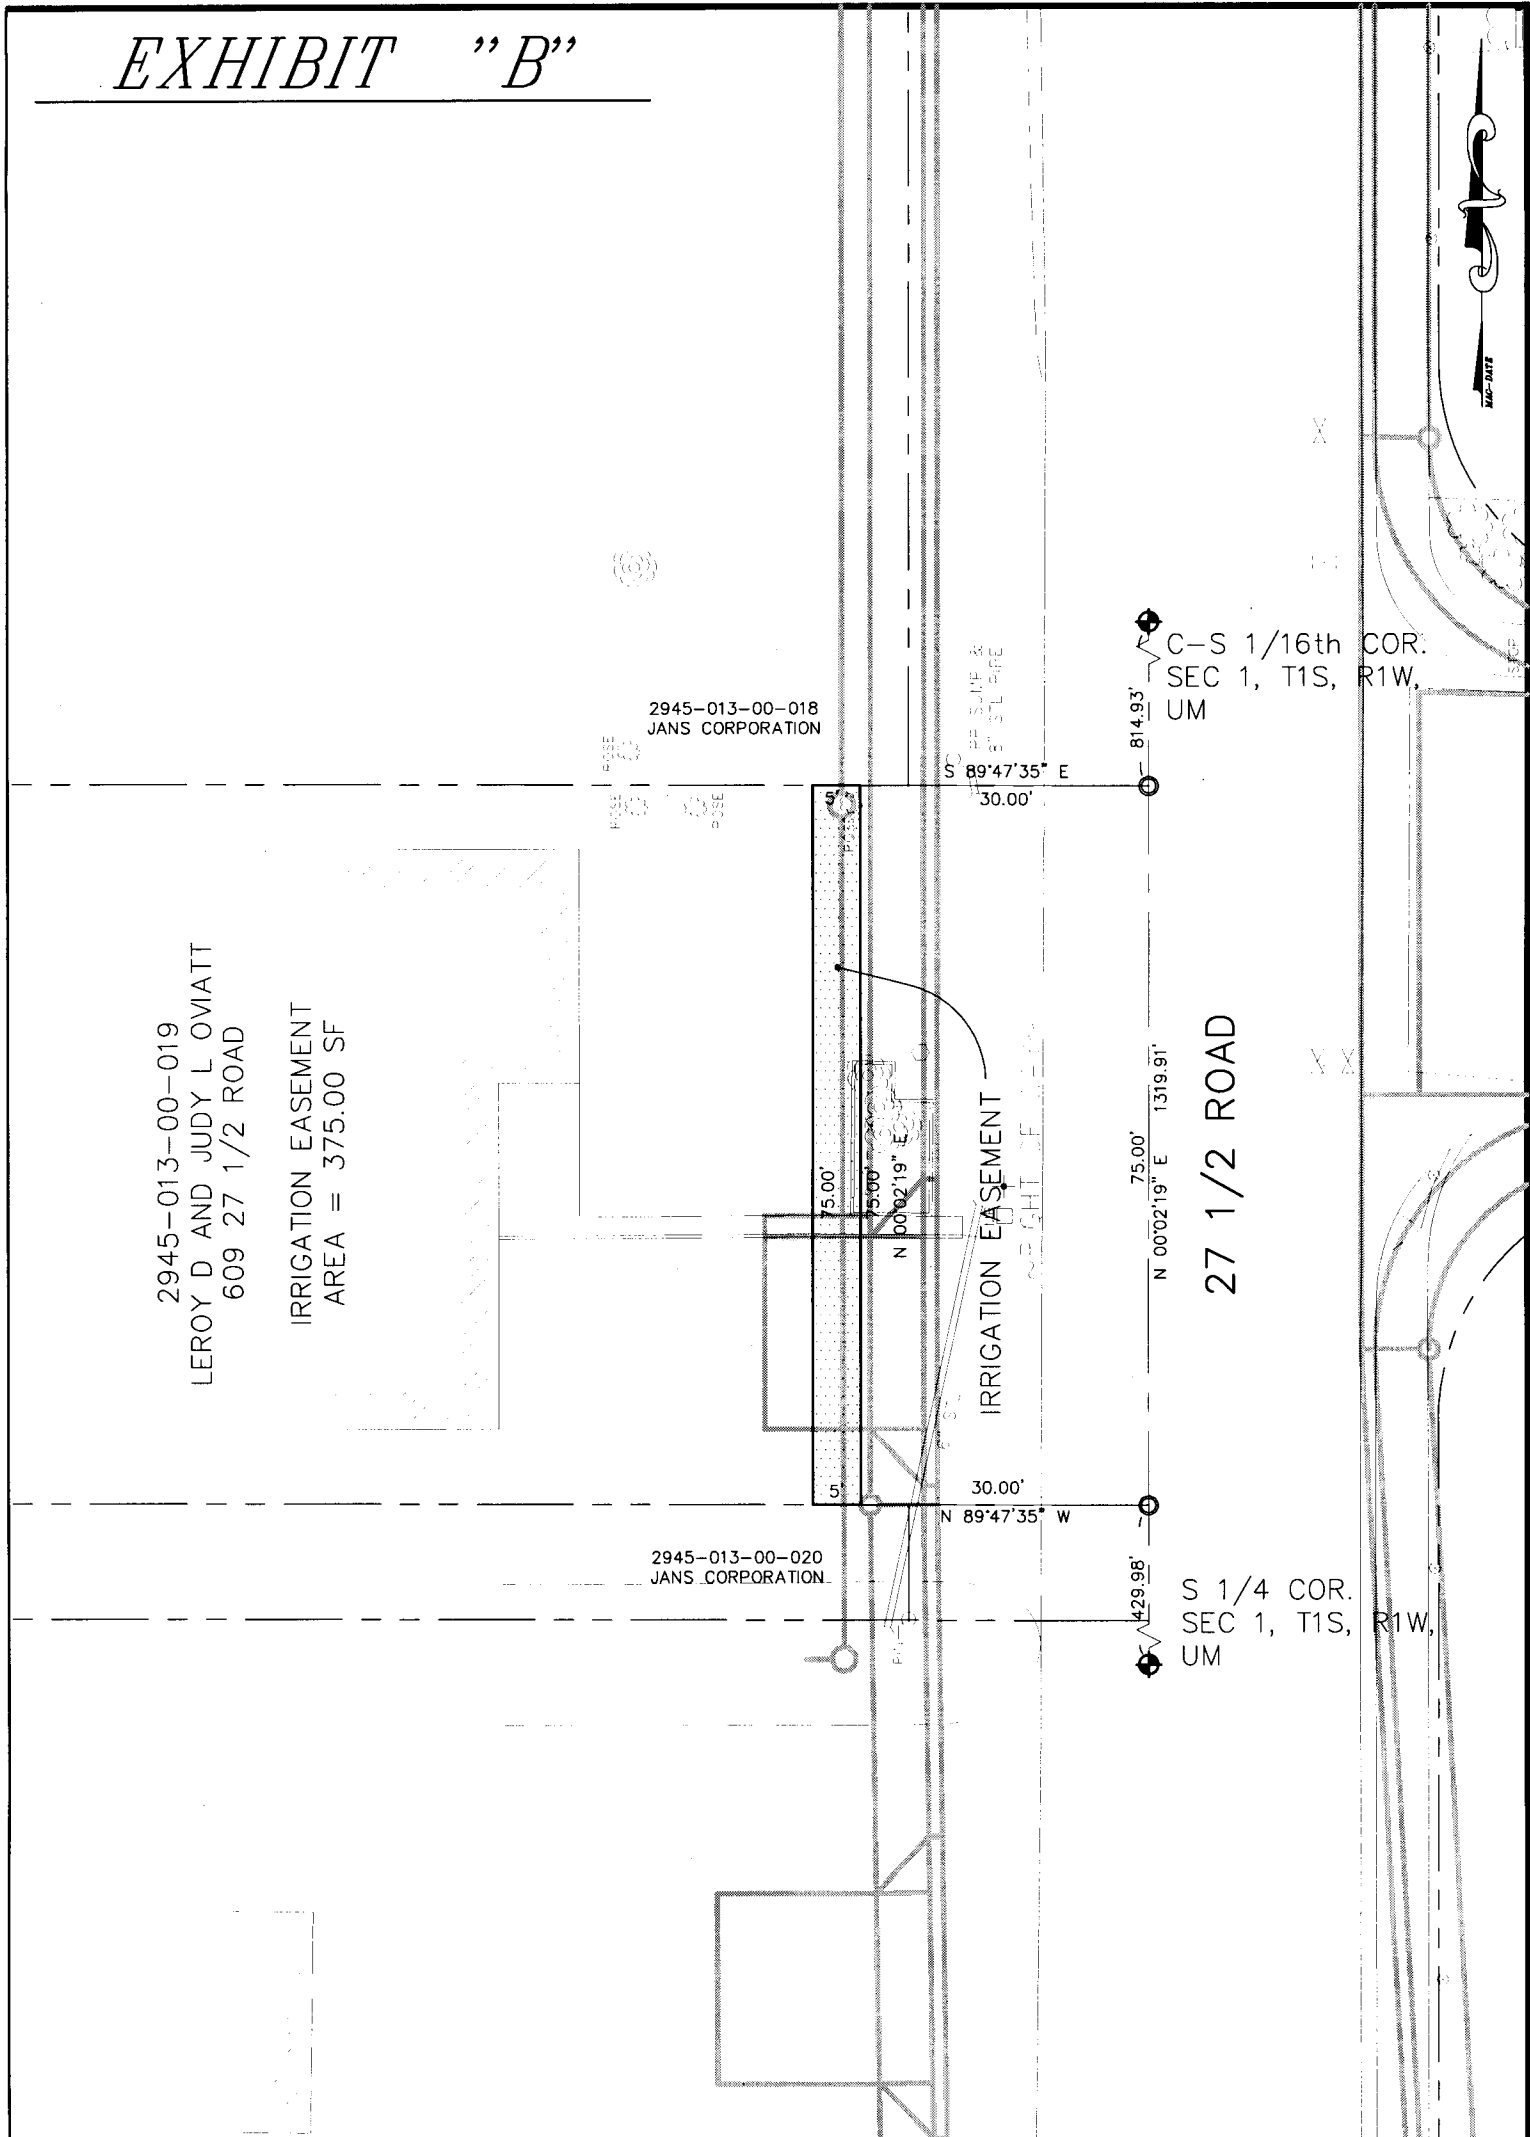 EXHIBIT "B"
MAG-DATE
X
C-S 1/16th COR.
SEC 1, T1S, R1W,
UM
814.93'
2945-013-00-018
JANS CORPORATION
S 89°47'35" E
30.00'
5'
2945-013-00-019
LEROY D AND JUDY L OVIATT
609 27 1/2 ROAD
IRRIGATION EASEMENT
AREA = 375.00 SF
75.00'
75.00'
N 00°02'19" E
IRRIGATION EASEMENT
75.00'
N 00°02'19" E 1319.91'
27 1/2 ROAD
X X
5'
30.00'
N 89°47'35" W
2945-013-00-020
JANS CORPORATION
429.98'
S 1/4 COR.
SEC 1, T1S, R1W,
UM